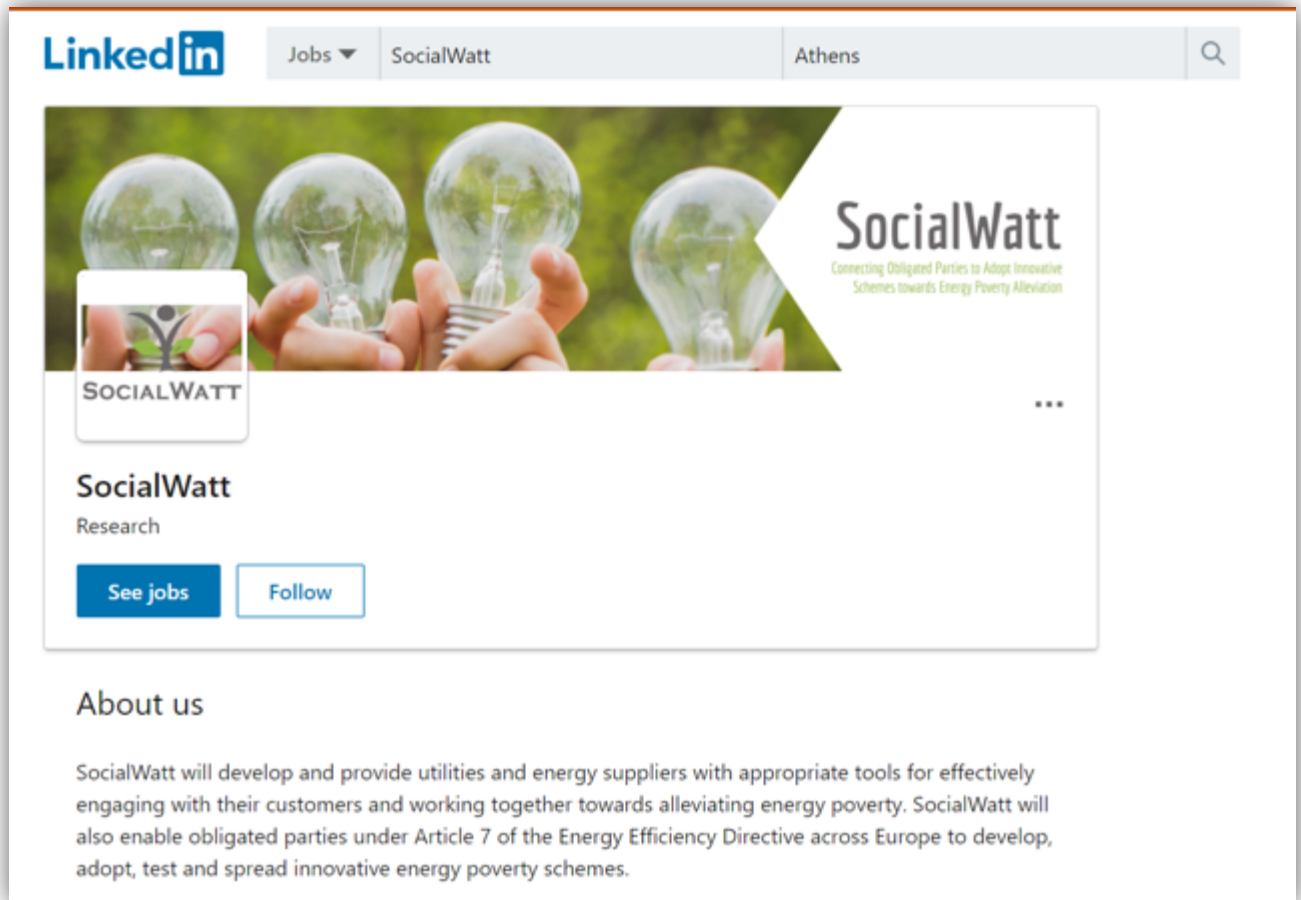 Linked in
Jobs
SocialWatt
Athens
SocialWatt
Connecting Obligated Parties to Adopt Innovative
Schemes towards Energy Poverty Alleviation
SOCIALWATT
SocialWatt
Research
See jobs
Follow
About us
SocialWatt will develop and provide utilities and energy suppliers with appropriate tools for effectively
engaging with their customers and working together towards alleviating energy poverty. SocialWatt will
also enable obligated parties under Article 7 of the Energy Efficiency Directive across Europe to develop,
adopt, test and spread innovative energy poverty schemes.